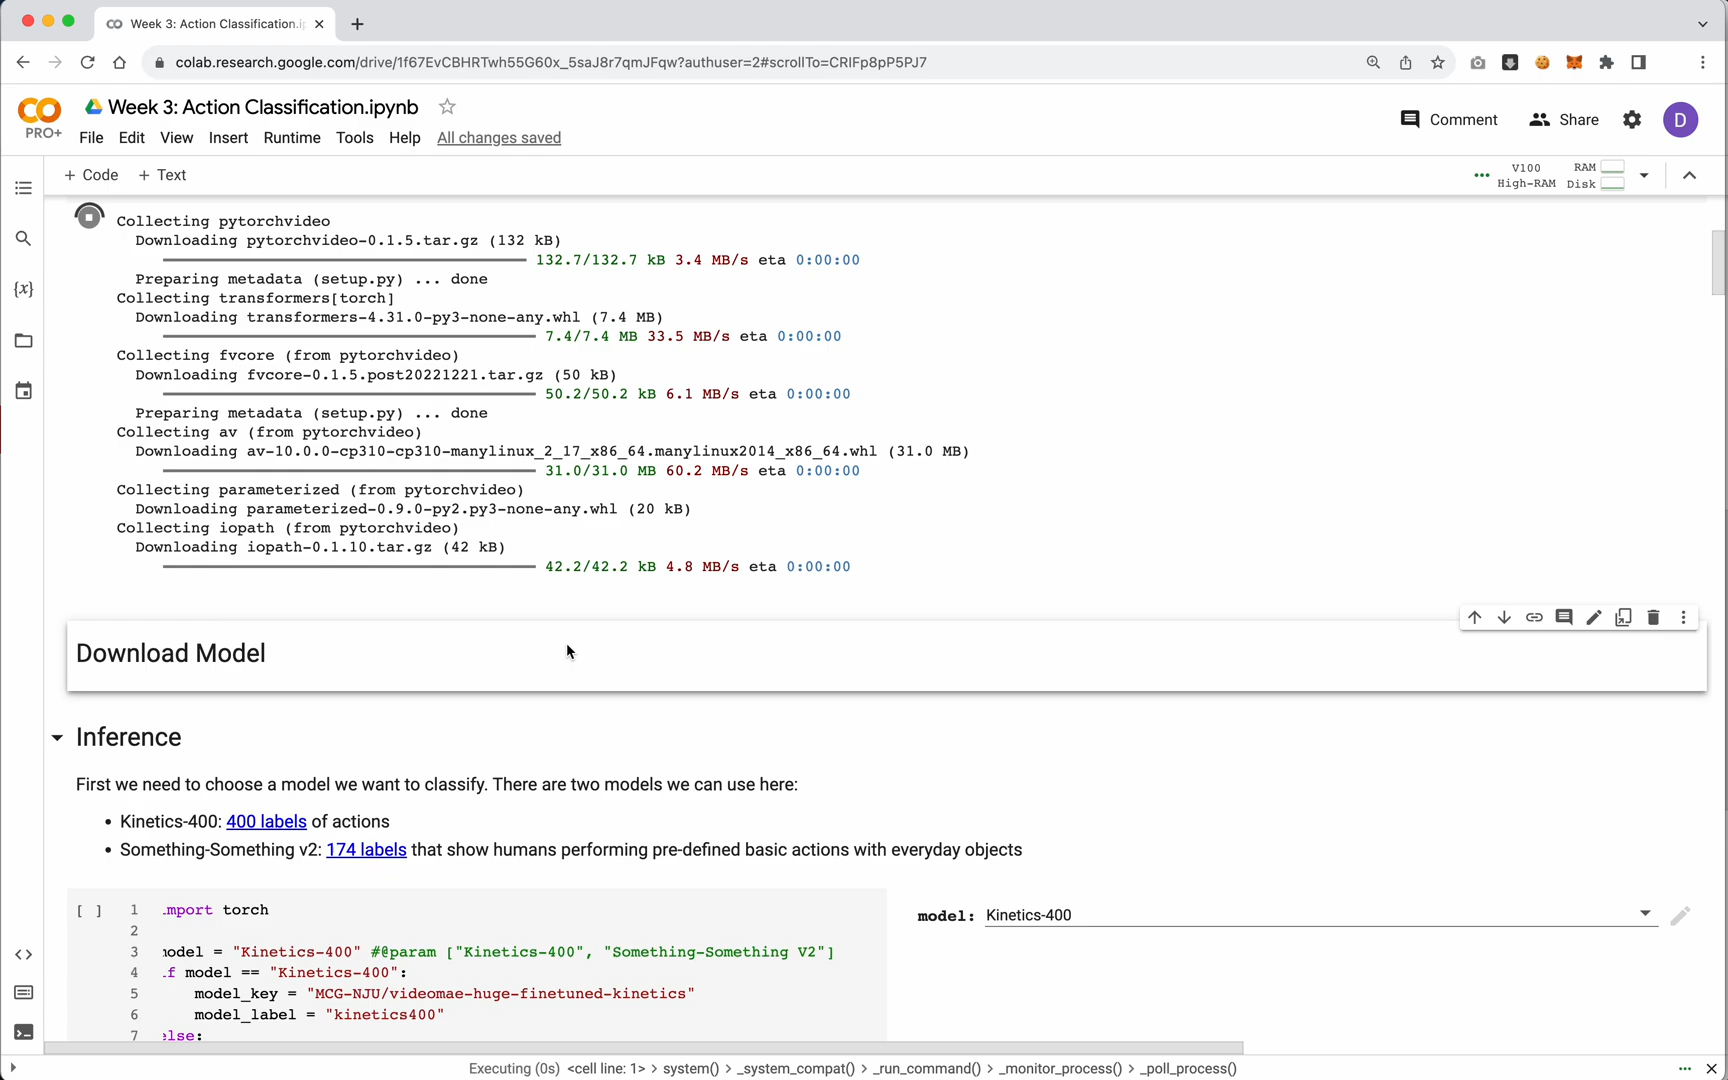 Week 3: Action Classification.i
colab.research.google.com/drive/1f67EvCBHRTwh55G60x_5saJ8r7qmJFqw?authuser=2#scrollTo=CRIFp8pP5PJ7
Week 3: Action Classification.ipynb
PRO+
File Edit View Insert Runtime Tools Help All changes saved
Comment Share D
+ Code + Text
V100 RAM
High-RAM Disk
Collecting pytorchvideo
Downloading pytorchvideo-0.1.5.tar.gz (132 kB)
132.7/132.7 kB 3.4 MB/s eta 0:00:00
Preparing metadata (setup.py) ... done
Collecting transformers[torch]
Downloading transformers-4.31.0-py3-none-any.whl (7.4 MB)
7.4/7.4 MB 33.5 MB/s eta 0:00:00
Collecting fvcore (from pytorchvideo)
Downloading fvcore-0.1.5.post20221221.tar.gz (50 kB)
50.2/50.2 kB 6.1 MB/s eta 0:00:00
Preparing metadata (setup.py) ... done
Collecting av (from pytorchvideo)
Downloading av-10.0.0-cp310-cp310-manylinux_2_17_x86_64.manylinux2014_x86_64.whl (31.0 MB)
31.0/31.0 MB 60.2 MB/s eta 0:00:00
Collecting parameterized (from pytorchvideo)
Downloading parameterized-0.9.0-py2.py3-none-any.whl (20 kB)
Collecting iopath (from pytorchvideo)
Downloading iopath-0.1.10.tar.gz (42 kB)
42.2/42.2 kB 4.8 MB/s eta 0:00:00
Download Model
Inference
First we need to choose a model we want to classify. There are two models we can use here:
• Kinetics-400: 400 labels of actions
• Something-Something v2: 174 labels that show humans performing pre-defined basic actions with everyday objects
[ ] 1 mport torch
2
3 nodel = "Kinetics-400" #@param ["Kinetics-400", "Something-Something V2"]
4 f model == "Kinetics-400":
5 model_key = "MCG-NJU/videomae-huge-finetuned-kinetics"
6 model_label = "kinetics400"
7 else:
model: Kinetics-400
Executing (0s) <cell line: 1> > system() > _system_compat() > _run_command() > _monitor_process() > _poll_process()